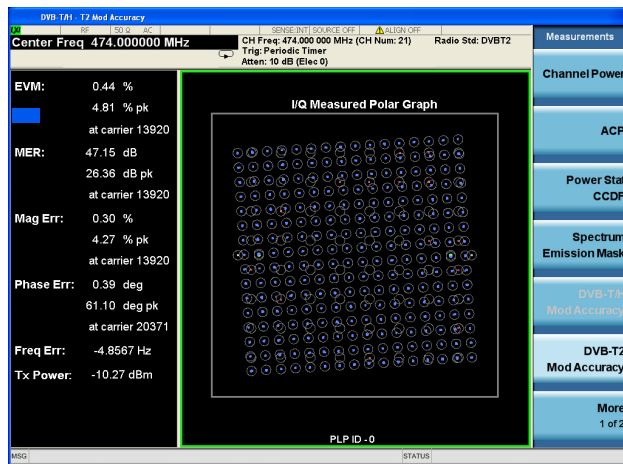 DVB-T/H - T2 Mod Accuracy
RF 50 Ω AC SENSE:INT SOURCE OFF ALIGN OFF
Center Freq 474.000000 MHz
CH Freq: 474.000 000 MHz (CH Num: 21) Radio Std: DVBT2
Trig: Periodic Timer
Atten: 10 dB (Elec 0)
Measurements
Channel Power
ACP
Power Stat
CCDF
Spectrum
Emission Mask
DVB-T/H
Mod Accuracy
DVB-T2
Mod Accuracy
More
1 of 2
EVM: 0.44 %
4.81 % pk
at carrier 13920
MER: 47.15 dB
26.36 dB pk
at carrier 13920
Mag Err: 0.30 %
4.27 % pk
at carrier 13920
Phase Err: 0.39 deg
61.10 deg pk
at carrier 20371
Freq Err: -4.8567 Hz
Tx Power: -10.27 dBm
I/Q Measured Polar Graph
PLP ID - 0
MSG STATUS